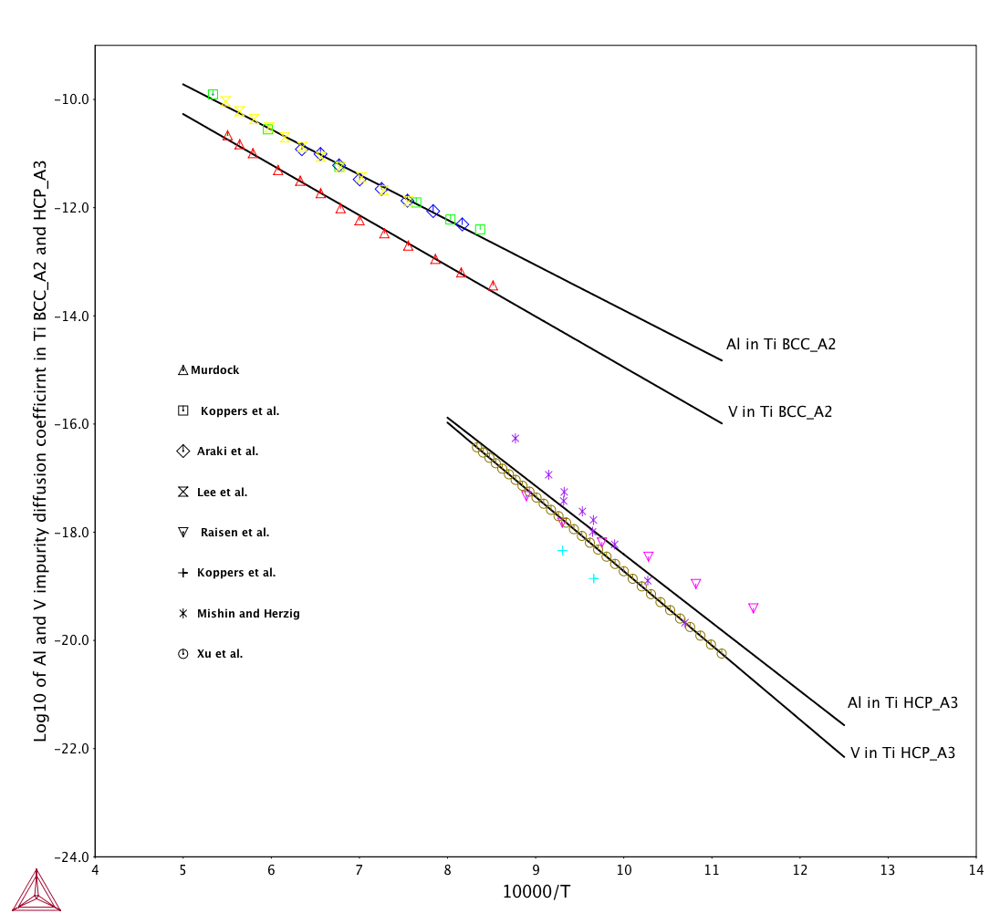 Log10 of Al and V impurity diffusion coefficirnt in Ti BCC_A2 and HCP_A3
−10.0
−12.0
−14.0
−16.0
−18.0
−20.0
−22.0
−24.0
Al in Ti BCC_A2
V in Ti BCC_A2
Murdock
Koppers et al.
Araki et al.
Lee et al.
Raisen et al.
Koppers et al.
Mishin and Herzig
Xu et al.
Al in Ti HCP_A3
V in Ti HCP_A3
4 5 6 7 8 9 10 11 12 13 14
10000/T